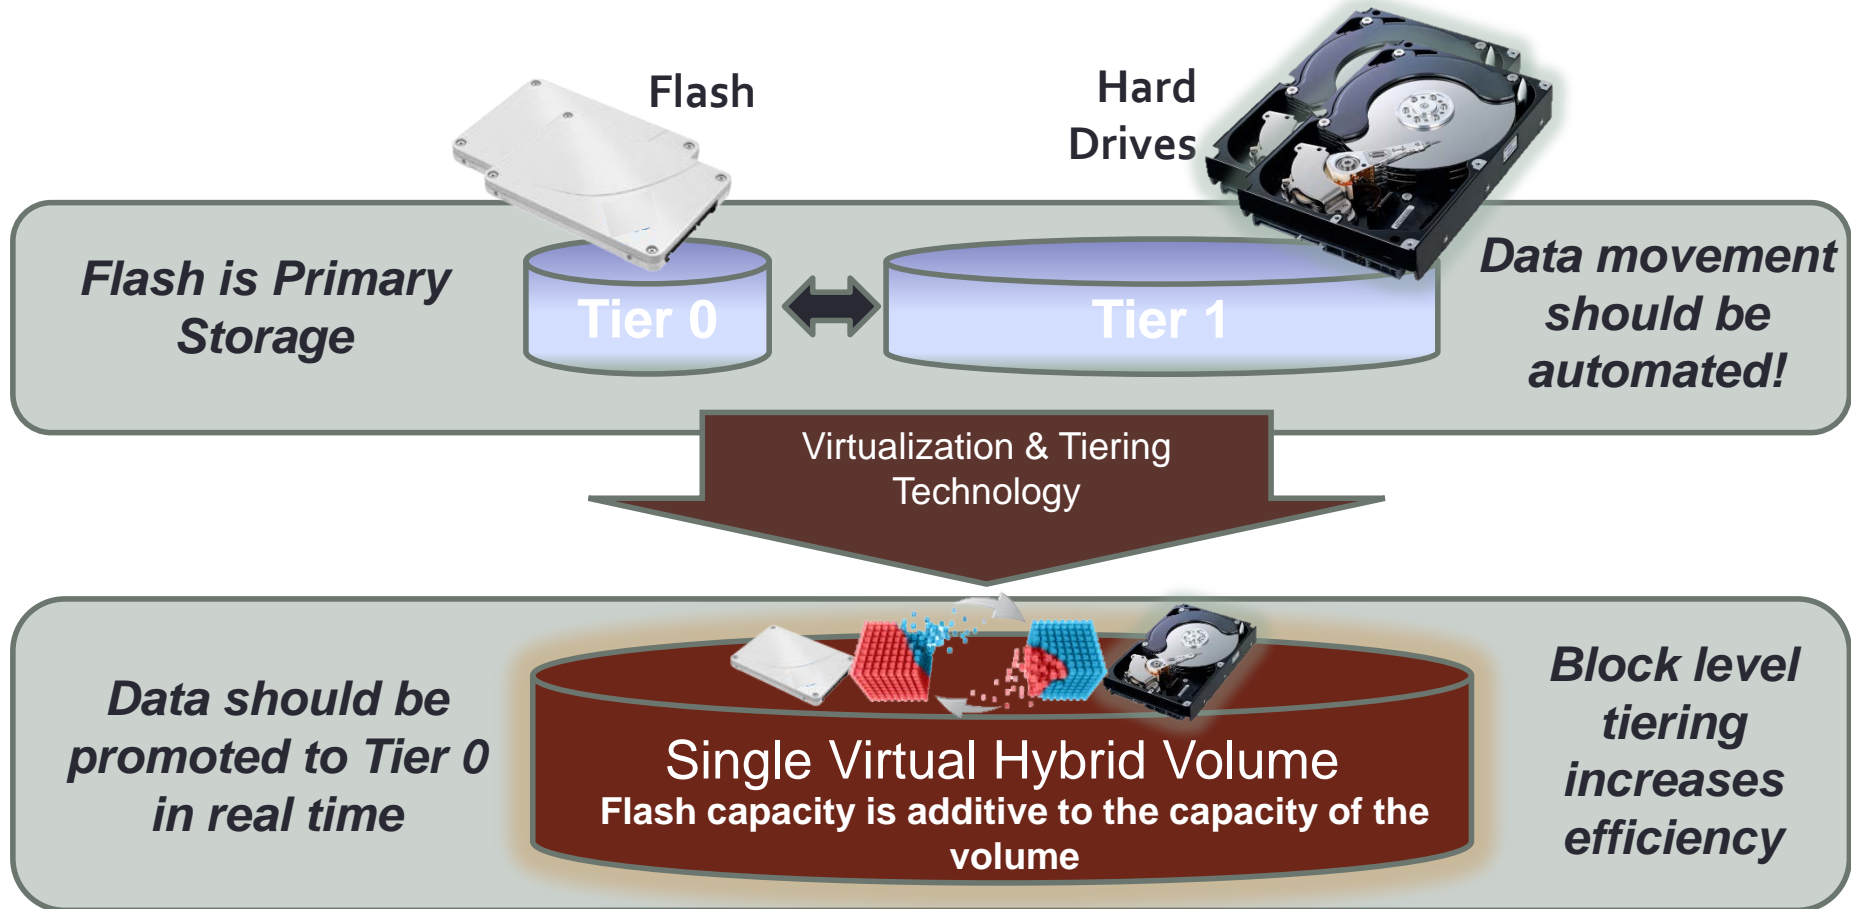 Flash
Hard
Drives
Flash is Primary
Storage
Tier 0
Tier 1
Data movement
should be
automated!
Virtualization & Tiering
Technology
Data should be
promoted to Tier 0
in real time
Single Virtual Hybrid Volume
Flash capacity is additive to the capacity of the
volume
Block level
tiering
increases
efficiency